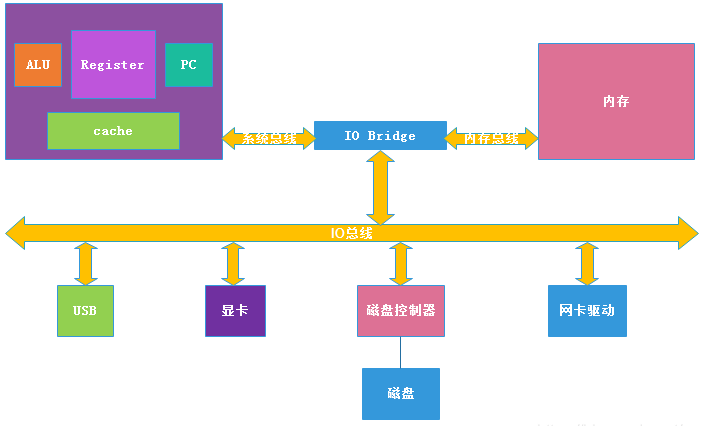 ALU
Register
PC
cache
系统总线
IO Bridge
内存总线
内存
IO总线
USB
显卡
磁盘控制器
网卡驱动
磁盘